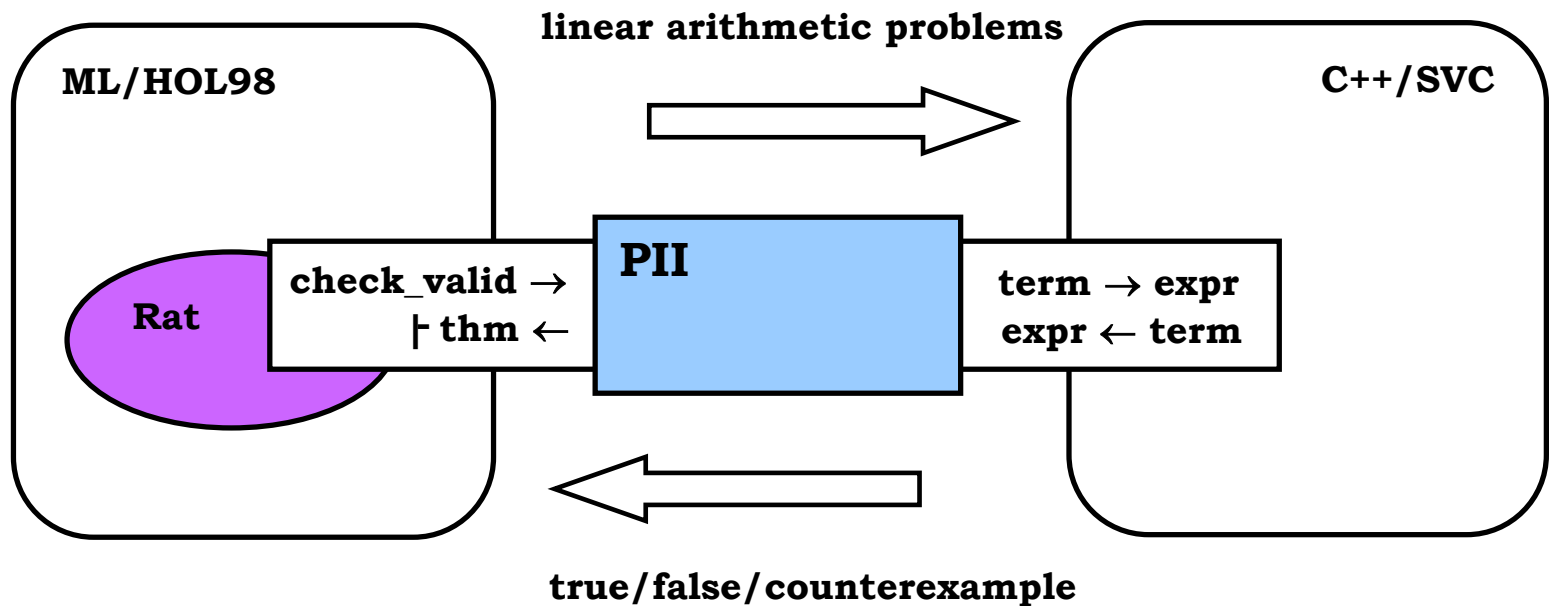 linear arithmetic problems
ML/HOL98
C++/SVC
PII
check_valid →
⊢ thm ←
Rat
term → expr
expr ← term
true/false/counterexample